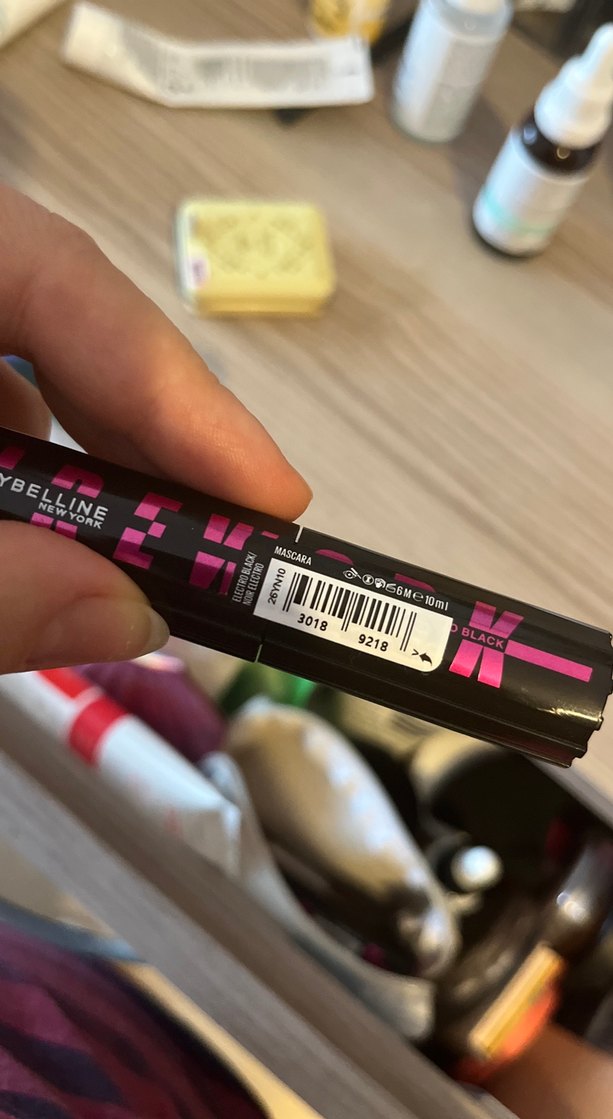 MAYBELLINE
NEW YORK
ELECTRO BLACK/
NOIR ELECTRO
MASCARA
6M e 10ml
26YN10
3018 9218
O BLACK